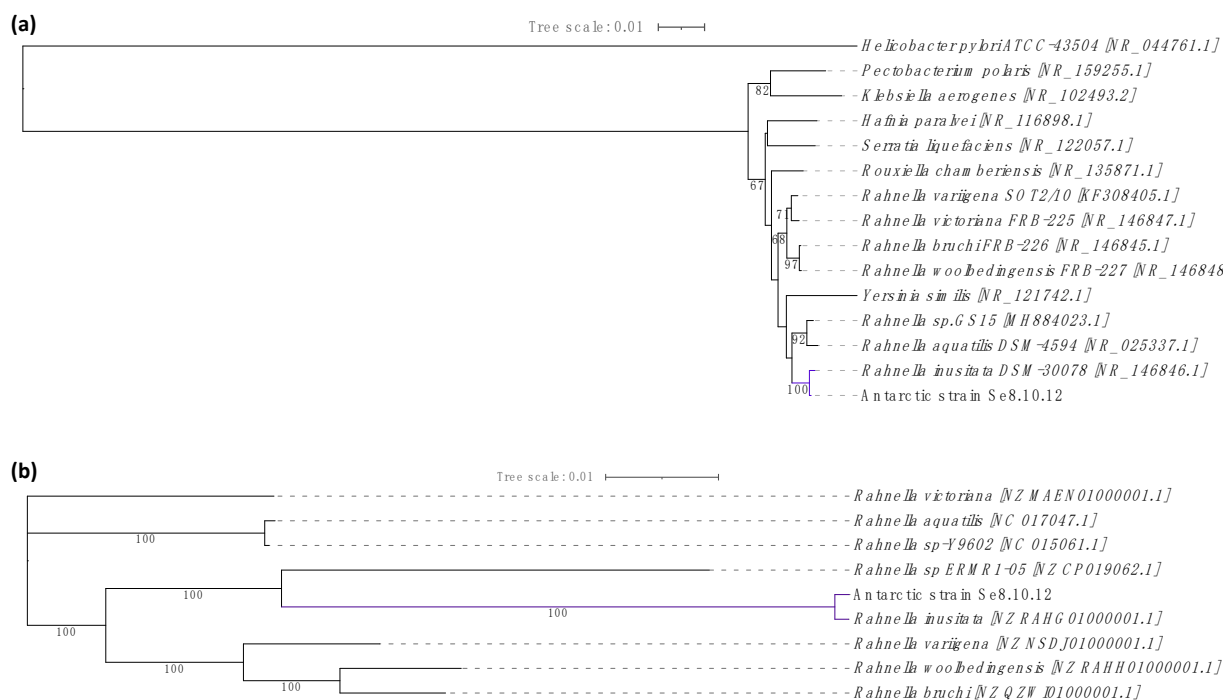 (a)
Tree scale: 0.01
Helicobacter pylori ATCC-43504 [NR_044761.1]
Pectobacterium polaris [NR_159255.1]
82
Klebsiella aerogenes [NR_102493.2]
Hafnia paralvei [NR_116898.1]
Serratia liquefaciens [NR_122057.1]
Rouxiella chamberiensis [NR_135871.1]
67
Rahnella variigena SOT2/10 [KF308405.1]
71
Rahnella victoriana FRB-225 [NR_146847.1]
68
Rahnella bruchi FRB-226 [NR_146845.1]
97
Rahnella woolbedingensis FRB-227 [NR_146848
Yersinia similis [NR_121742.1]
Rahnella sp.GS15 [MH884023.1]
92
Rahnella aquatilis DSM-4594 [NR_025337.1]
Rahnella inusitata DSM-30078 [NR_146846.1]
100
Antarctic strain Se8.10.12
(b)
Tree scale: 0.01
Rahnella victoriana [NZ MAEN01000001.1]
Rahnella aquatilis [NC 017047.1]
100
Rahnella sp-Y9602 [NC 015061.1]
Rahnella sp ERMR1-05 [NZ CP019062.1]
100
Antarctic strain Se8.10.12
100
Rahnella inusitata [NZ RAHG01000001.1]
100
Rahnella variigena [NZ NSDJ01000001.1]
100
Rahnella woolbedingensis [NZ RAHH01000001.1]
100
Rahnella bruchi [NZ QZWJ01000001.1]